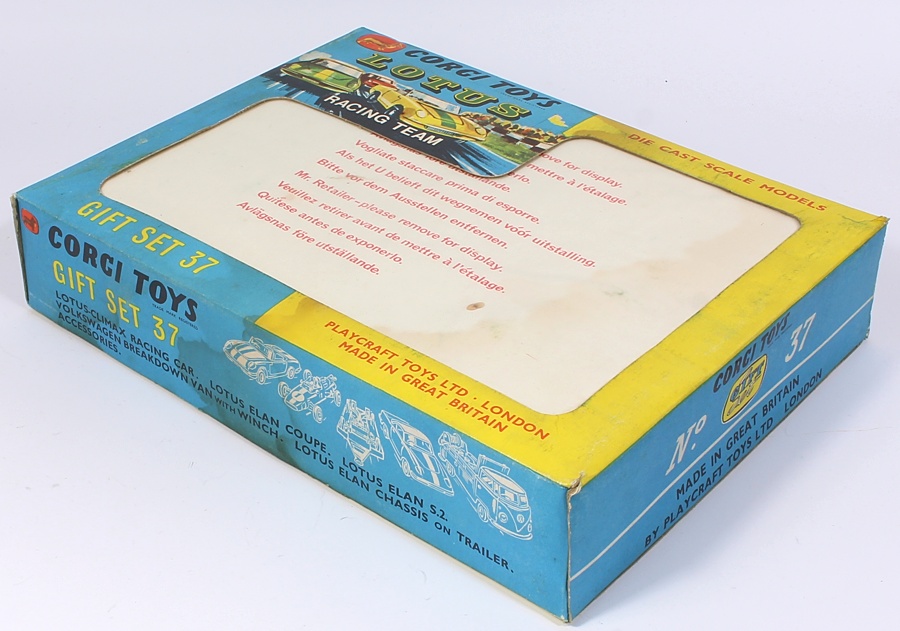 CORGI TOYS
LOTUS
RACING TEAM
DIE CAST SCALE MODELS
mettre à l'étalage.
Vogliate staccare prima di esporre.
Als het U belieft dit wegnemen vóór uitstalling.
Bitte vor dem Ausstellen entfernen.
Mr. Retailer-please remove for display.
Veuillez retirer avant de mettre à l'étalage.
Quitese antes de exponerlo.
Avlägsnas före utställande.
GIFT SET 37
PLAYCRAFT TOYS LTD · LONDON
MADE IN GREAT BRITAIN
CORGI TOYS
GIFT SET 37
LOTUS-CLIMAX RACING CAR. LOTUS ELAN COUPE. LOTUS ELAN S.2.
VOLKSWAGEN BREAKDOWN VAN WITH WINCH. LOTUS ELAN CHASSIS ON TRAILER.
ACCESSORIES.
CORGI TOYS
GIFT
Nº 37
MADE IN GREAT BRITAIN
BY PLAYCRAFT TOYS LTD · LONDON